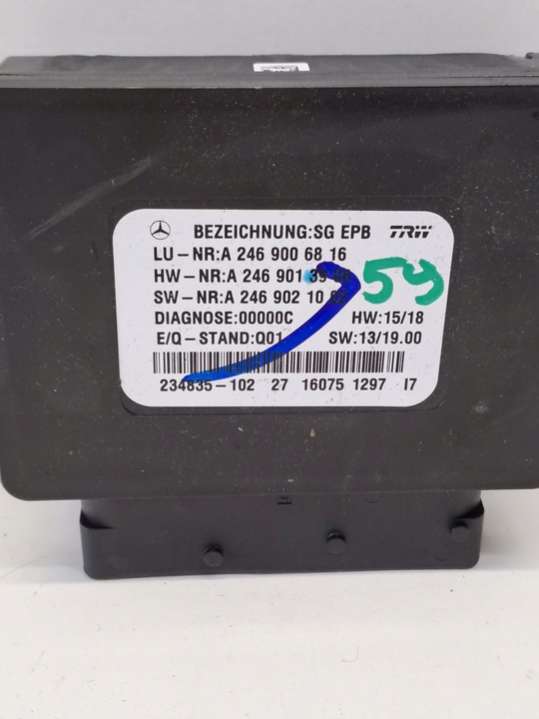 BEZEICHNUNG:SG EPB TRW
LU-NR:A 246 900 68 16
HW-NR:A 246 901
SW-NR:A 246 902 10
59
DIAGNOSE:00000C HW:15/18
E/Q-STAND:Q01 SW:13/19.00
234835-102 27 16075 1297 I7